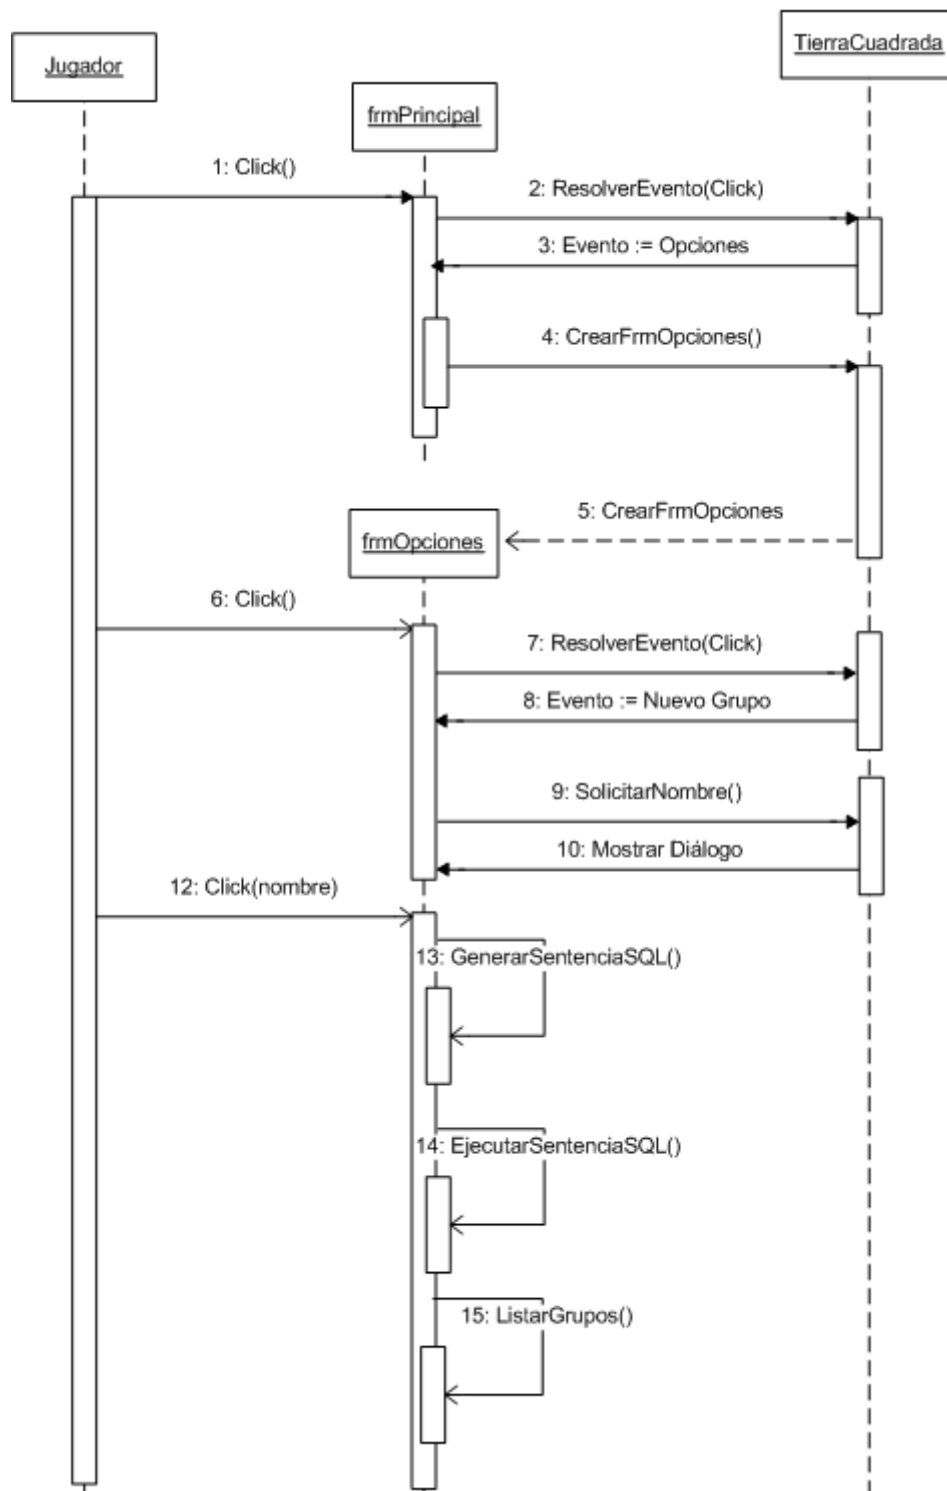 TierraCuadrada
Jugador
frmPrincipal
1: Click()
2: ResolverEvento(Click)
3: Evento := Opciones
4: CrearFrmOpciones()
5: CrearFrmOpciones
frmOpciones
6: Click()
7: ResolverEvento(Click)
8: Evento := Nuevo Grupo
9: SolicitarNombre()
10: Mostrar Diálogo
12: Click(nombre)
13: GenerarSentenciaSQL()
14: EjecutarSentenciaSQL()
15: ListarGrupos()